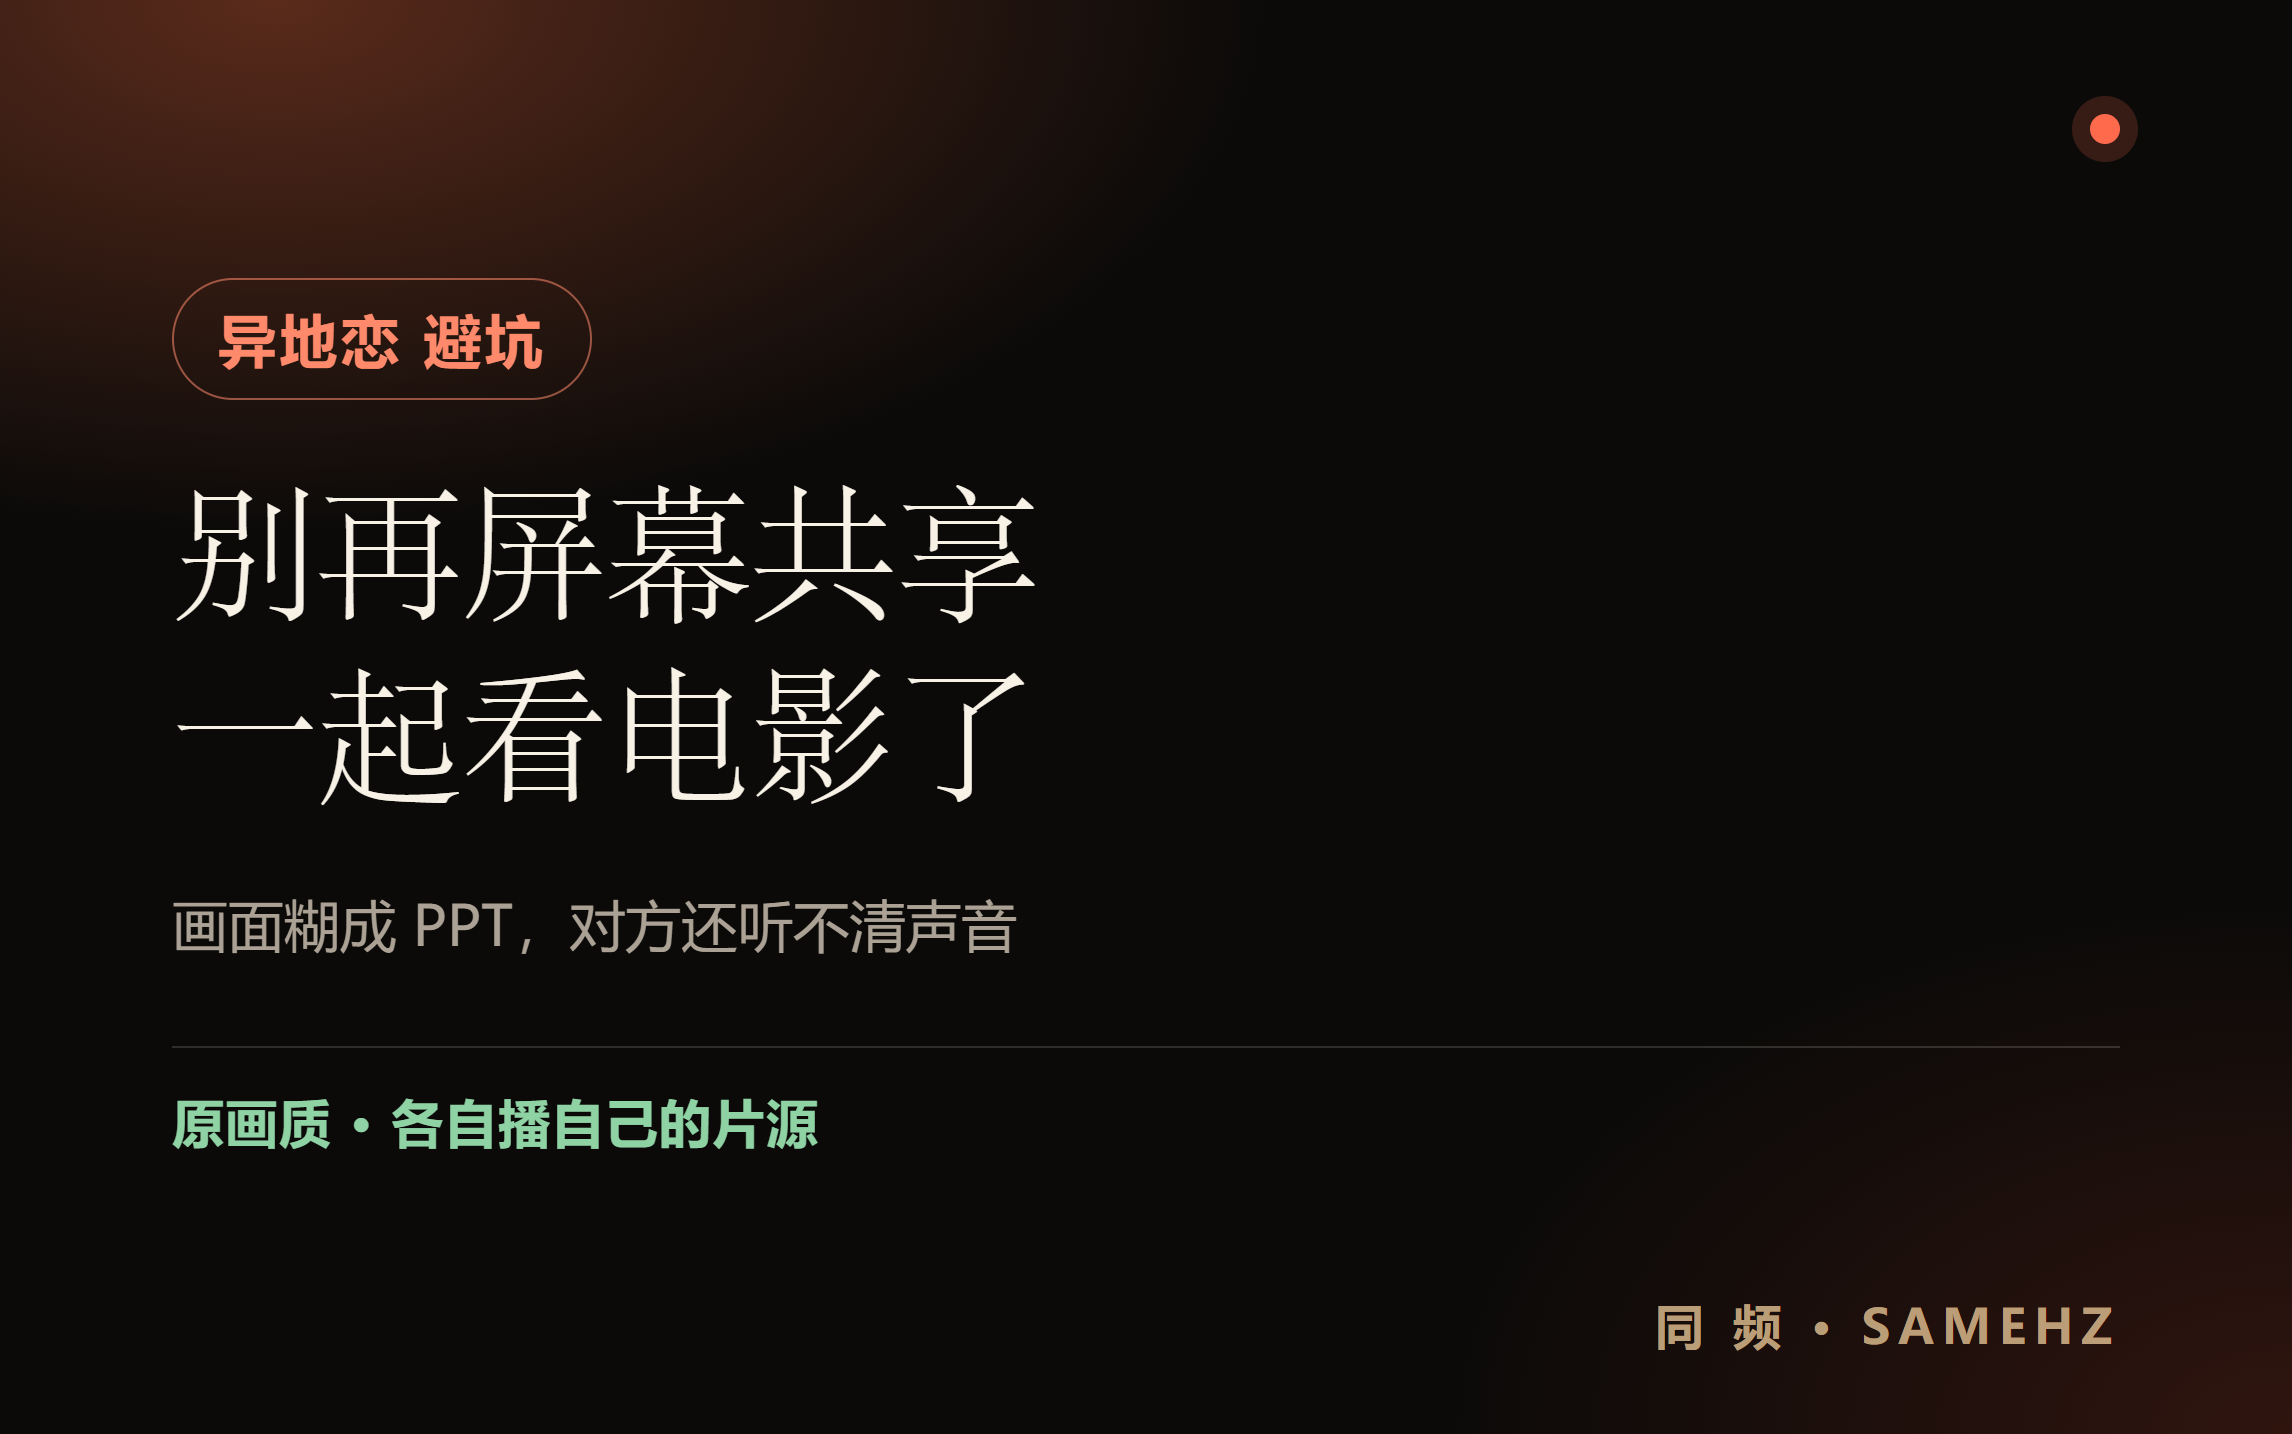 异地恋 避坑
别再屏幕共享
一起看电影了
画面糊成 PPT，对方还听不清声音
原画质 · 各自播自己的片源
同 频 · SAMEHZ